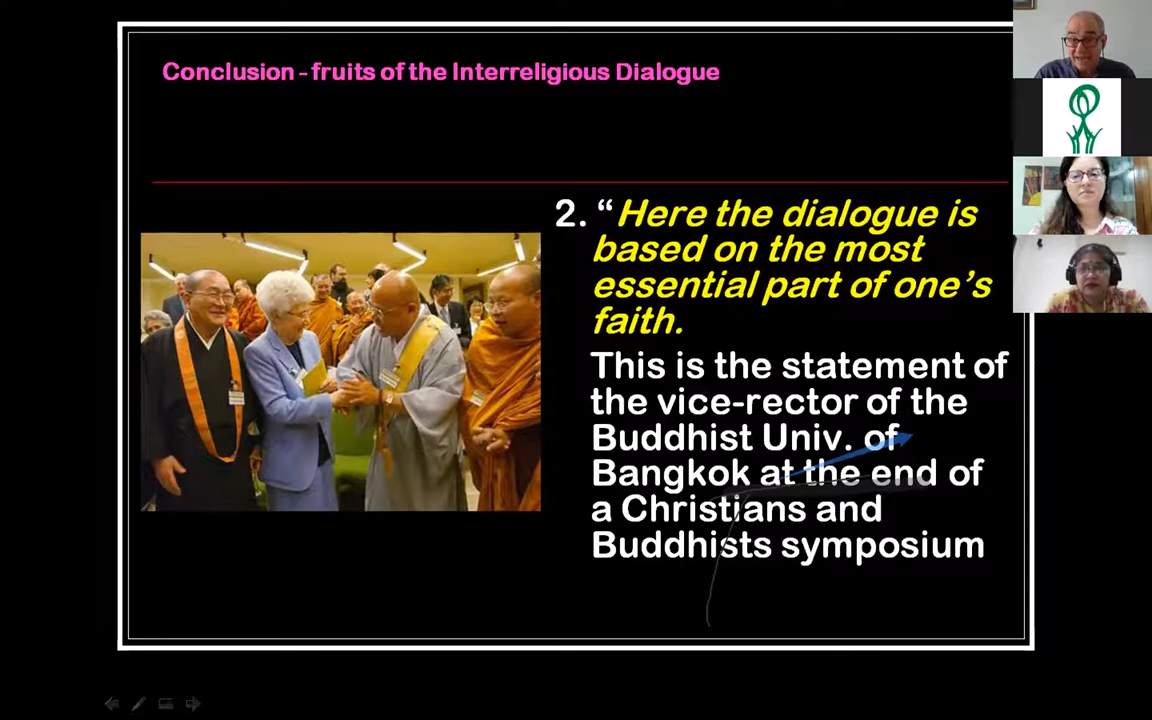 Conclusion - fruits of the Interreligious Dialogue
2. “Here the dialogue is
based on the most
essential part of one’s
faith.
This is the statement of
the vice-rector of the
Buddhist Univ. of
Bangkok at the end of
a Christians and
Buddhists symposium